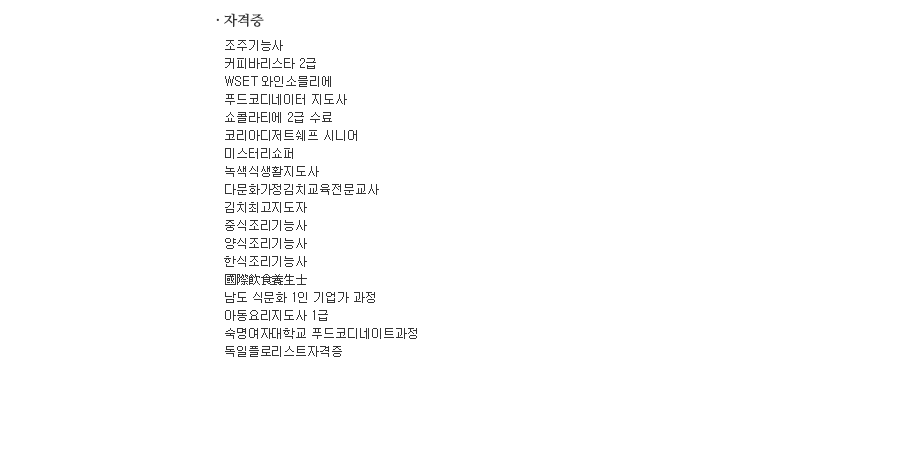 · 자격증
조주기능사
커피바리스타 2급
WSET 와인소믈리에
푸드코디네이터 지도사
쇼콜라티에 2급 수료
코리아디저트쉐프 시니어
미스터리쇼퍼
녹색식생활지도사
다문화가정김치교육전문교사
김치최고지도자
중식조리기능사
양식조리기능사
한식조리기능사
國際飮食養生士
남도 식문화 1인 기업가 과정
아동요리지도사 1급
숙명여자대학교 푸드코디네이트과정
독일플로리스트자격증